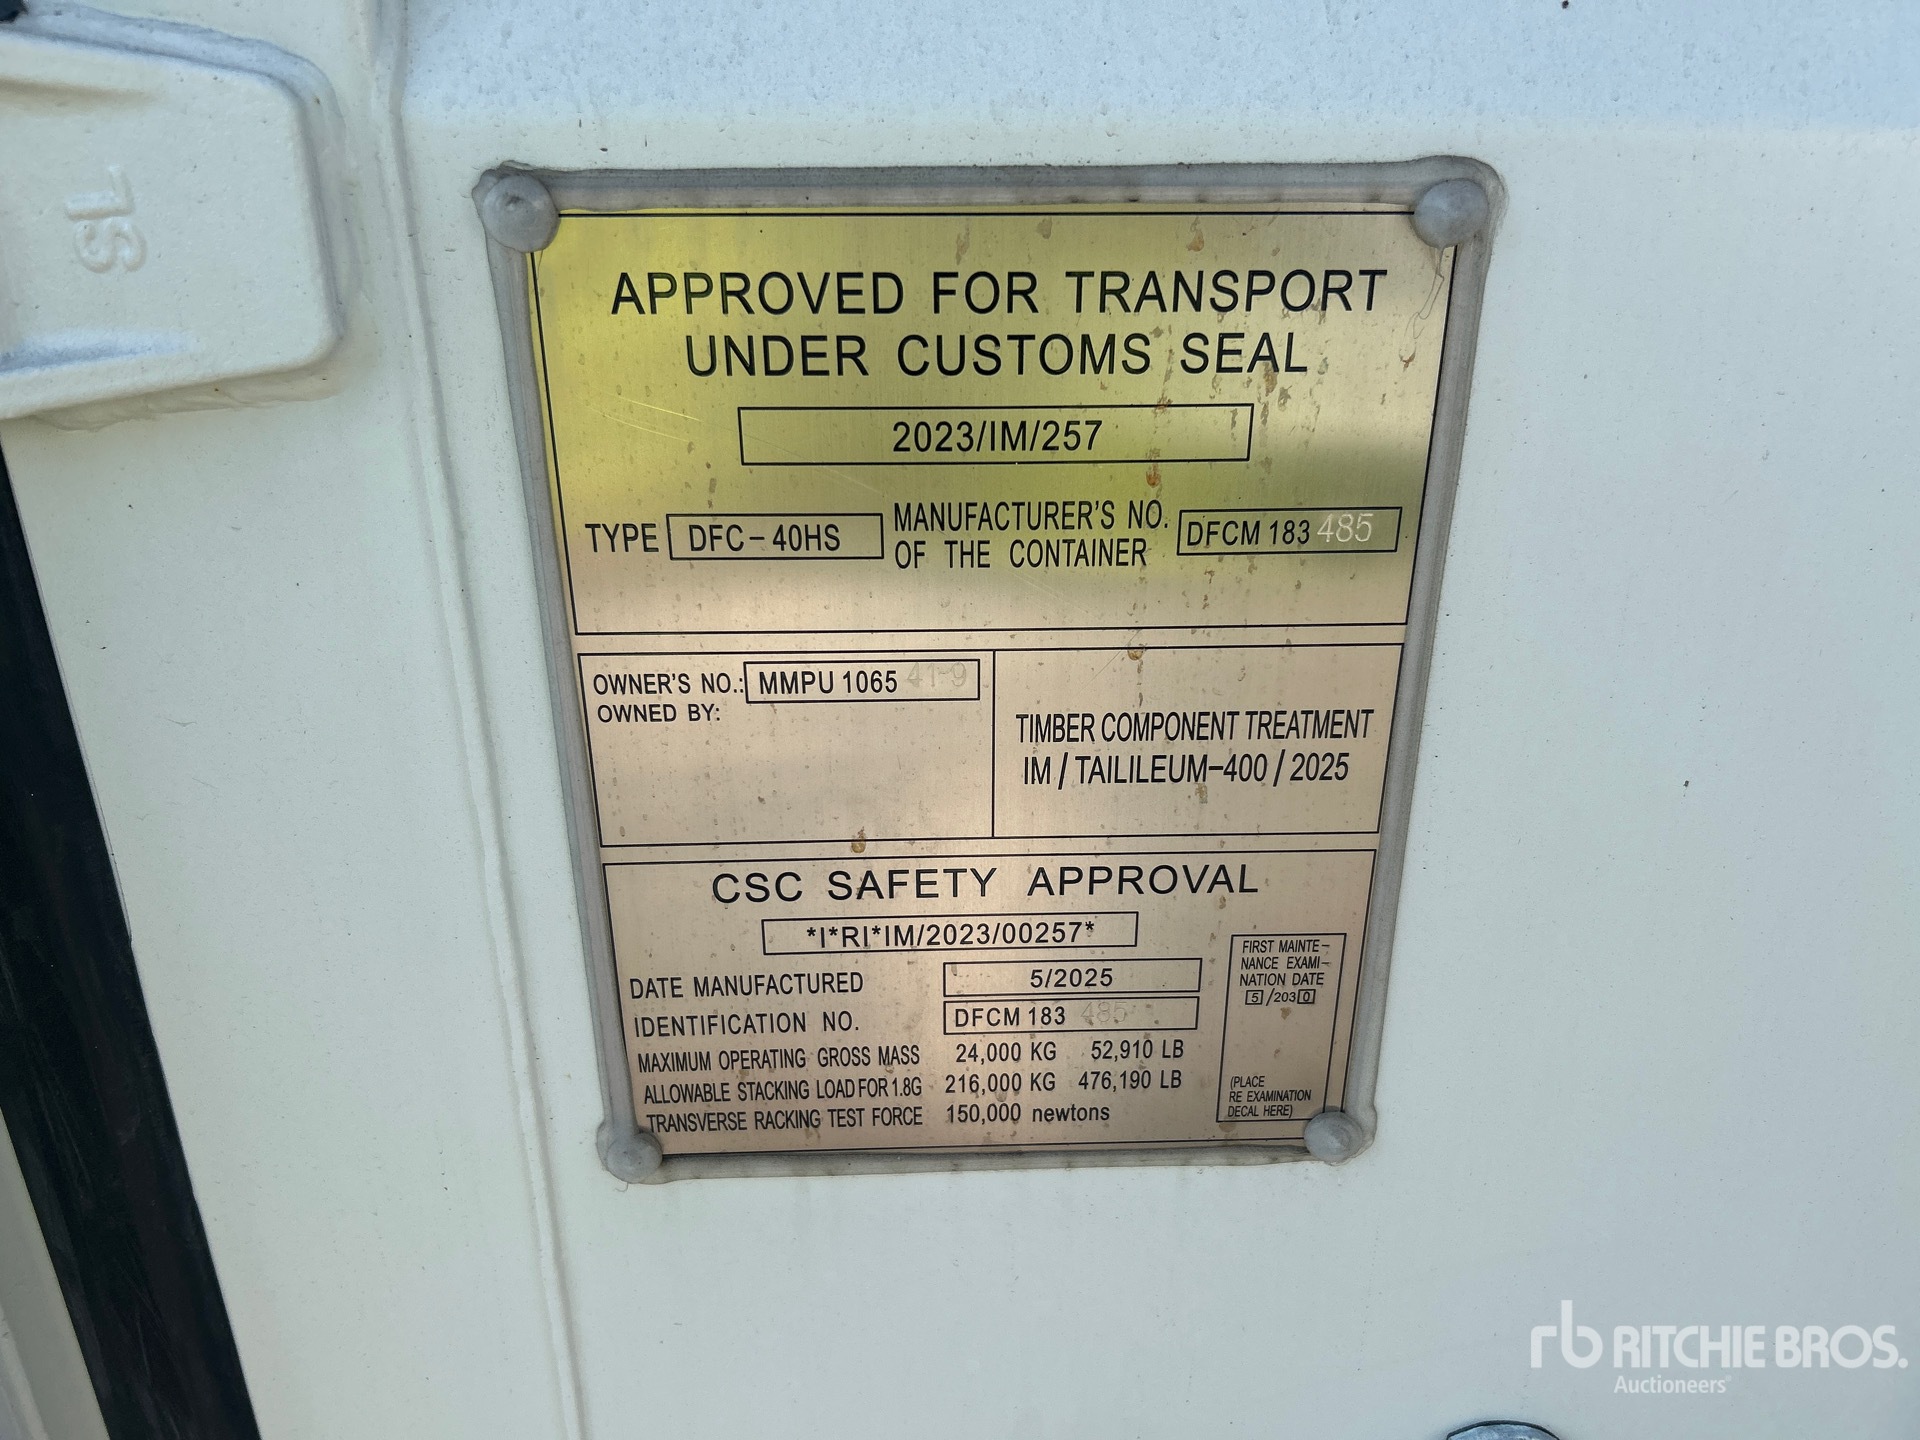 SL
APPROVED FOR TRANSPORT
UNDER CUSTOMS SEAL
2023/IM/257
TYPE DFC-40HS MANUFACTURER'S NO.
OF THE CONTAINER DFCM 183 485
OWNER'S NO.: MMPU 1065 41-9
OWNED BY:
TIMBER COMPONENT TREATMENT
IM / TAILILEUM-400 / 2025
CSC SAFETY APPROVAL
*I*RI*IM/2023/00257*
DATE MANUFACTURED 5/2025
IDENTIFICATION NO. DFCM 183 485
MAXIMUM OPERATING GROSS MASS 24,000 KG 52,910 LB
ALLOWABLE STACKING LOAD FOR 1.8G 216,000 KG 476,190 LB
TRANSVERSE RACKING TEST FORCE 150,000 newtons
FIRST MAINTE-
NANCE EXAMI-
NATION DATE
5 /203 0
(PLACE
RE EXAMINATION
DECAL HERE)
rb RITCHIE BROS.
Auctioneers